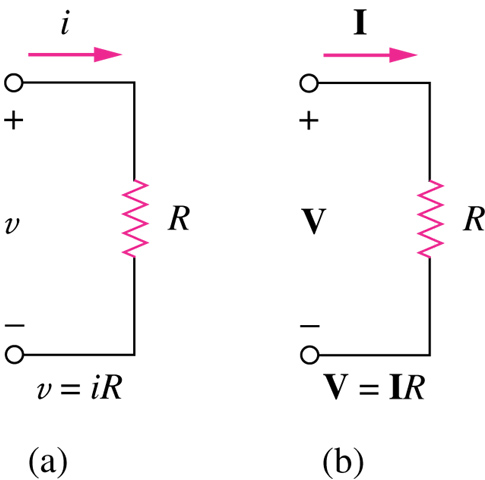 i
+
v
R
−
v = iR
(a)
I
+
V
R
−
V = IR
(b)